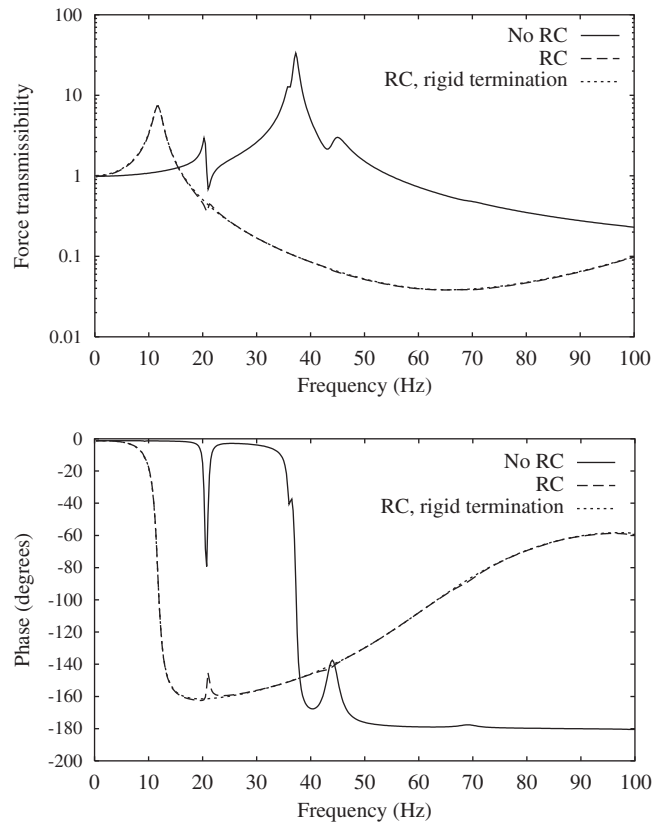 100
10
1
0.1
0.01
Force transmissibility
No RC
RC
RC, rigid termination
0 10 20 30 40 50 60 70 80 90 100
Frequency (Hz)
0
-20
-40
-60
-80
-100
-120
-140
-160
-180
-200
Phase (degrees)
No RC
RC
RC, rigid termination
0 10 20 30 40 50 60 70 80 90 100
Frequency (Hz)